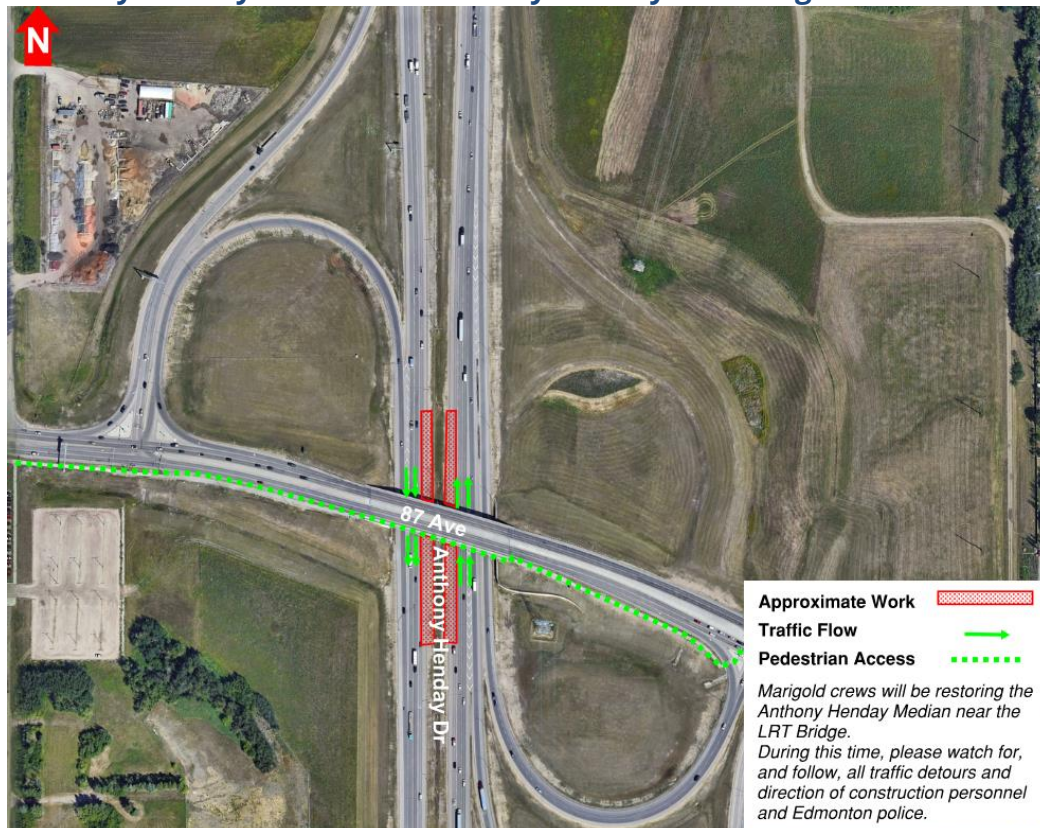 N
87 Ave
Anthony Henday Dr
Approximate Work
Traffic Flow
Pedestrian Access
Marigold crews will be restoring the
Anthony Henday Median near the
LRT Bridge.
During this time, please watch for,
and follow, all traffic detours and
direction of construction personnel
and Edmonton police.